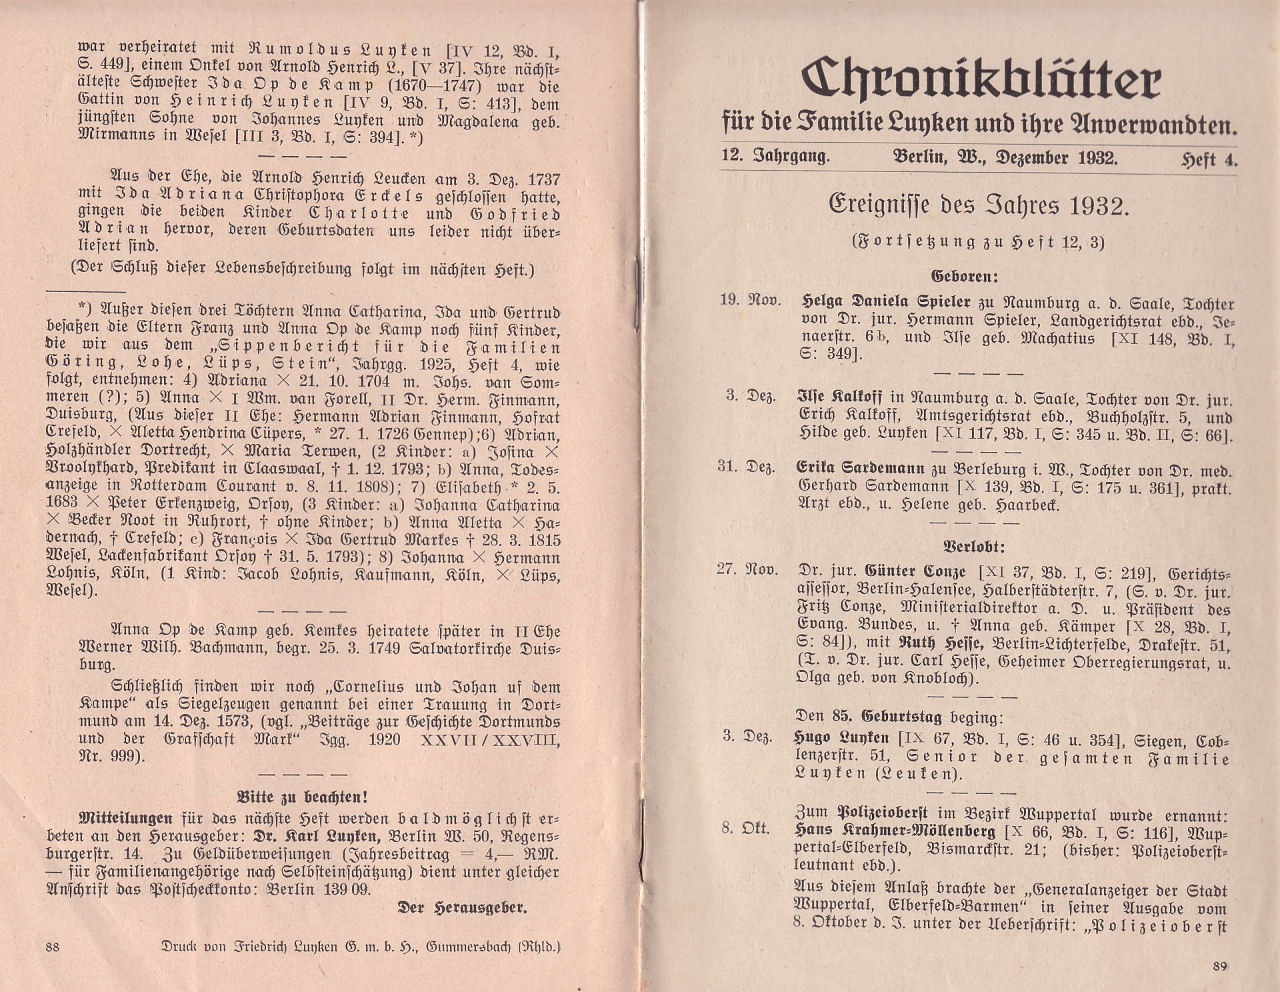 war verheiratet mit Rumoldus Luyken [IV 12, Bd. I,
S. 449], einem Onkel von Arnold Henrich L., [V 37]. Ihre nächst-
älteste Schwester Ida Op de Kamp (1670—1747) war die
Gattin von Heinrich Luyken [IV 9, Bd. I, S: 413], dem
jüngsten Sohne von Johannes Luyken und Magdalena geb.
Mirmanns in Wesel [III 3, Bd. I, S: 394]. *)
Aus der Ehe, die Arnold Henrich Leucken am 3. Dez. 1737
mit Ida Adriana Christophora Erckels geschlossen hatte,
gingen die beiden Kinder Charlotte und Godfried
Adrian hervor, deren Geburtsdaten uns leider nicht über-
liefert sind.
(Der Schluß dieser Lebensbeschreibung folgt im nächsten Heft.)
*) Außer diesen drei Töchtern Anna Catharina, Ida und Gertrud
besaßen die Eltern Franz und Anna Op de Kamp noch fünf Kinder,
die wir aus dem „Sippenbericht für die Familien
Göring, Lohe, Lüps, Stein“, Jahrgg. 1925, Heft 4, wie
folgt, entnehmen: 4) Adriana × 21. 10. 1704 m. Johs. van Som-
meren (?); 5) Anna × I Wm. van Forell, II Dr. Herm. Finmann,
Duisburg, (Aus dieser II Ehe: Hermann Adrian Finmann, Hofrat
Crefeld, × Aletta Hendrina Cüpers, * 27. 1. 1726 Gennep);6) Adrian,
Holzhändler Dortrecht, × Maria Terwen, (2 Kinder: a) Josina ×
Vroolykhard, Predikant in Claaswaal, † 1. 12. 1793; b) Anna, Todes-
anzeige in Rotterdam Courant v. 8. 11. 1808); 7) Elisabeth * 2. 5.
1683 × Peter Erkenzweig, Orsoy, (3 Kinder: a) Johanna Catharina
× Becker Noot in Ruhrort, † ohne Kinder; b) Anna Aletta × Ha-
dernach, † Crefeld; c) François × Ida Gertrud Markes † 28. 3. 1815
Wesel, Lackenfabrikant Orsoy † 31. 5. 1793); 8) Johanna × Hermann
Lohnis, Köln, (1 Kind: Jacob Lohnis, Kaufmann, Köln, × Lüps,
Wesel).
Anna Op de Kamp geb. Kemkes heiratete später in II Ehe
Werner Wilh. Bachmann, begr. 25. 3. 1749 Salvatorkirche Duis-
burg.
Schließlich finden wir noch „Cornelius und Johan uf dem
Kampe“ als Siegelzeugen genannt bei einer Trauung in Dort-
mund am 14. Dez. 1573, (vgl. „Beiträge zur Geschichte Dortmunds
und der Grafschaft Mark“ Jgg. 1920 XXVII/XXVIII,
Nr. 999).
Bitte zu beachten!
Mitteilungen für das nächste Heft werden baldmöglichst er-
beten an den Herausgeber: Dr. Karl Luyken, Berlin W. 50, Regens-
burgerstr. 14. Zu Geldüberweisungen (Jahresbeitrag = 4,— RM.
— für Familienangehörige nach Selbsteinschätzung) dient unter gleicher
Anschrift das Postscheckkonto: Berlin 139 09.
Der Herausgeber.
88 Druck von Friedrich Luyken G. m. b. H., Gummersbach (Rhld.)
Chronikblätter
für die Familie Luyken und ihre Anverwandten.
12. Jahrgang. Berlin, W., Dezember 1932. Heft 4.
Ereignisse des Jahres 1932.
(Fortsetzung zu Heft 12, 3)
Geboren:
19. Nov. Helga Daniela Spieler zu Naumburg a. d. Saale, Tochter
von Dr. jur. Hermann Spieler, Landgerichtsrat ebd., Je-
naerstr. 6 b, und Ilse geb. Machatius [XI 148, Bd. I,
S: 349].
3. Dez. Ilse Kalkoff in Naumburg a. d. Saale, Tochter von Dr. jur.
Erich Kalkoff, Amtsgerichtsrat ebd., Buchholzstr. 5, und
Hilde geb. Luyken [XI 117, Bd. I, S: 345 u. Bd. II, S: 66].
31. Dez. Erika Sardemann zu Berleburg i. W., Tochter von Dr. med.
Gerhard Sardemann [X 139, Bd. I, S: 175 u. 361], prakt.
Arzt ebd., u. Helene geb. Haarbeck.
Verlobt:
27. Nov. Dr. jur. Günter Conze [XI 37, Bd. I, S: 219], Gerichts-
assessor, Berlin-Halensee, Halberstädterstr. 7, (S. v. Dr. jur.
Fritz Conze, Ministerialdirektor a. D. u. Präsident des
Evang. Bundes, u. † Anna geb. Kämper [X 28, Bd. I,
S: 84]), mit Ruth Hesse, Berlin-Lichterfelde, Drakestr. 51,
(T. v. Dr. jur. Carl Hesse, Geheimer Oberregierungsrat, u.
Olga geb. von Knobloch).
Den 85. Geburtstag beging:
3. Dez. Hugo Luyken [IX 67, Bd. I, S: 46 u. 354], Siegen, Cob-
lenzerstr. 51, Senior der gesamten Familie
Luyken (Leuken).
Zum Polizeioberst im Bezirk Wuppertal wurde ernannt:
8. Okt. Hans Krahmer-Möllenberg [X 66, Bd. I, S: 116], Wup-
pertal-Elberfeld, Bismarckstr. 21; (bisher: Polizeioberst-
leutnant ebd.).
Aus diesem Anlaß brachte der „Generalanzeiger der Stadt
Wuppertal, Elberfeld-Barmen“ in seiner Ausgabe vom
8. Oktober d. J. unter der Ueberschrift: „Polizeioberst
89